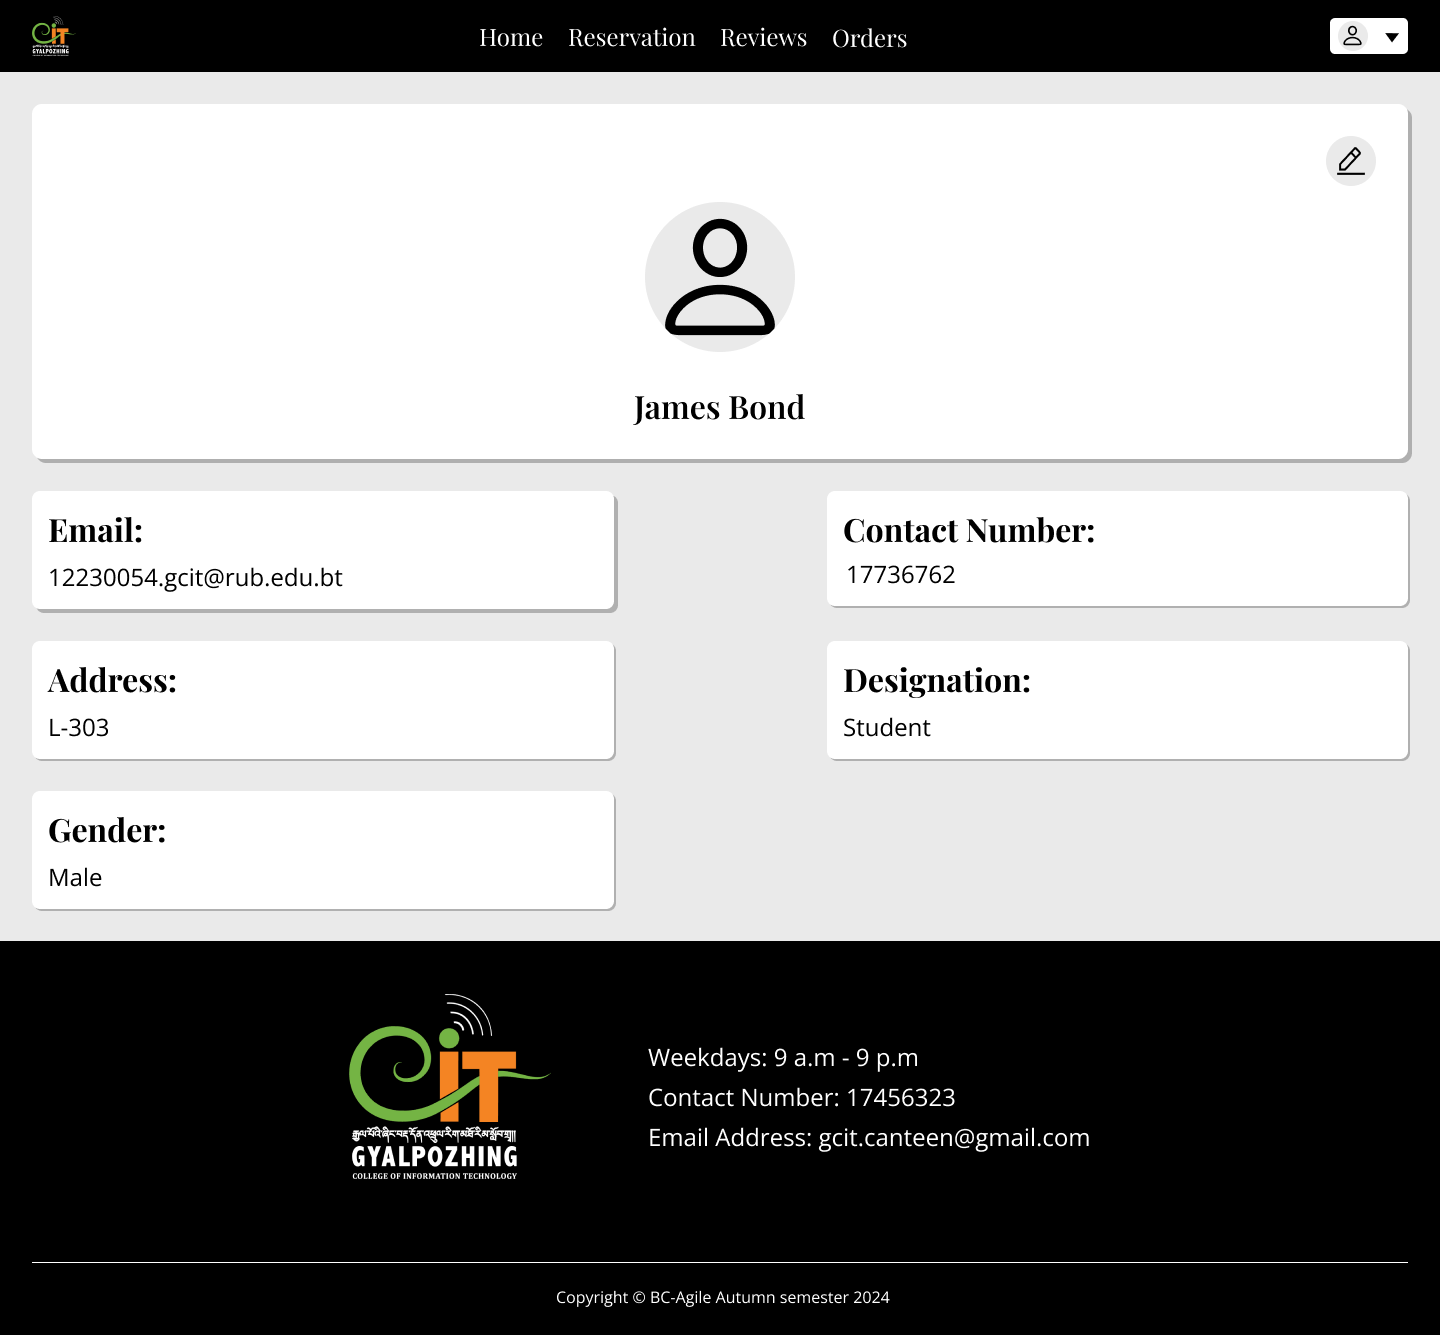 GYALPOZHING
Home Reservation Reviews Orders
James Bond
Email:
12230054.gcit@rub.edu.bt
Contact Number:
17736762
Address:
L-303
Designation:
Student
Gender:
Male
CiT
GYALPOZHING
COLLEGE OF INFORMATION TECHNOLOGY
Weekdays: 9 a.m - 9 p.m
Contact Number: 17456323
Email Address: gcit.canteen@gmail.com
Copyright © BC-Agile Autumn semester 2024